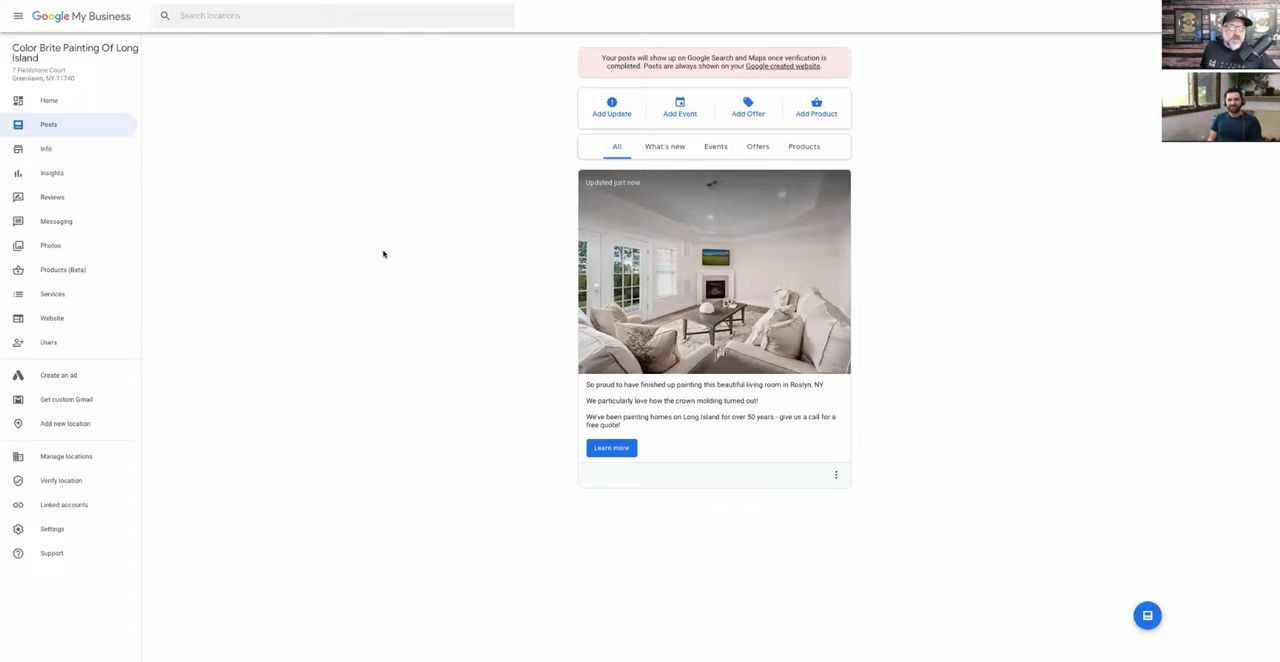 Google My Business
Search locations
Color Brite Painting Of Long
Island
7 Fieldstone Court
Greenlawn, NY 11740
Home
Posts
Info
Insights
Reviews
Messaging
Photos
Products (Beta)
Services
Website
Users
Create an ad
Get custom Gmail
Add new location
Manage locations
Verify location
Linked accounts
Settings
Support
Your posts will show up on Google Search and Maps once verification is
completed. Posts are always shown on your Google-created website.
Add Update
Add Event
Add Offer
Add Product
All
What's new
Events
Offers
Products
Updated just now
So proud to have finished up painting this beautiful living room in Roslyn, NY
We particularly love how the crown molding turned out!
We've been painting homes on Long Island for over 50 years - give us a call for a
free quote!
Learn more